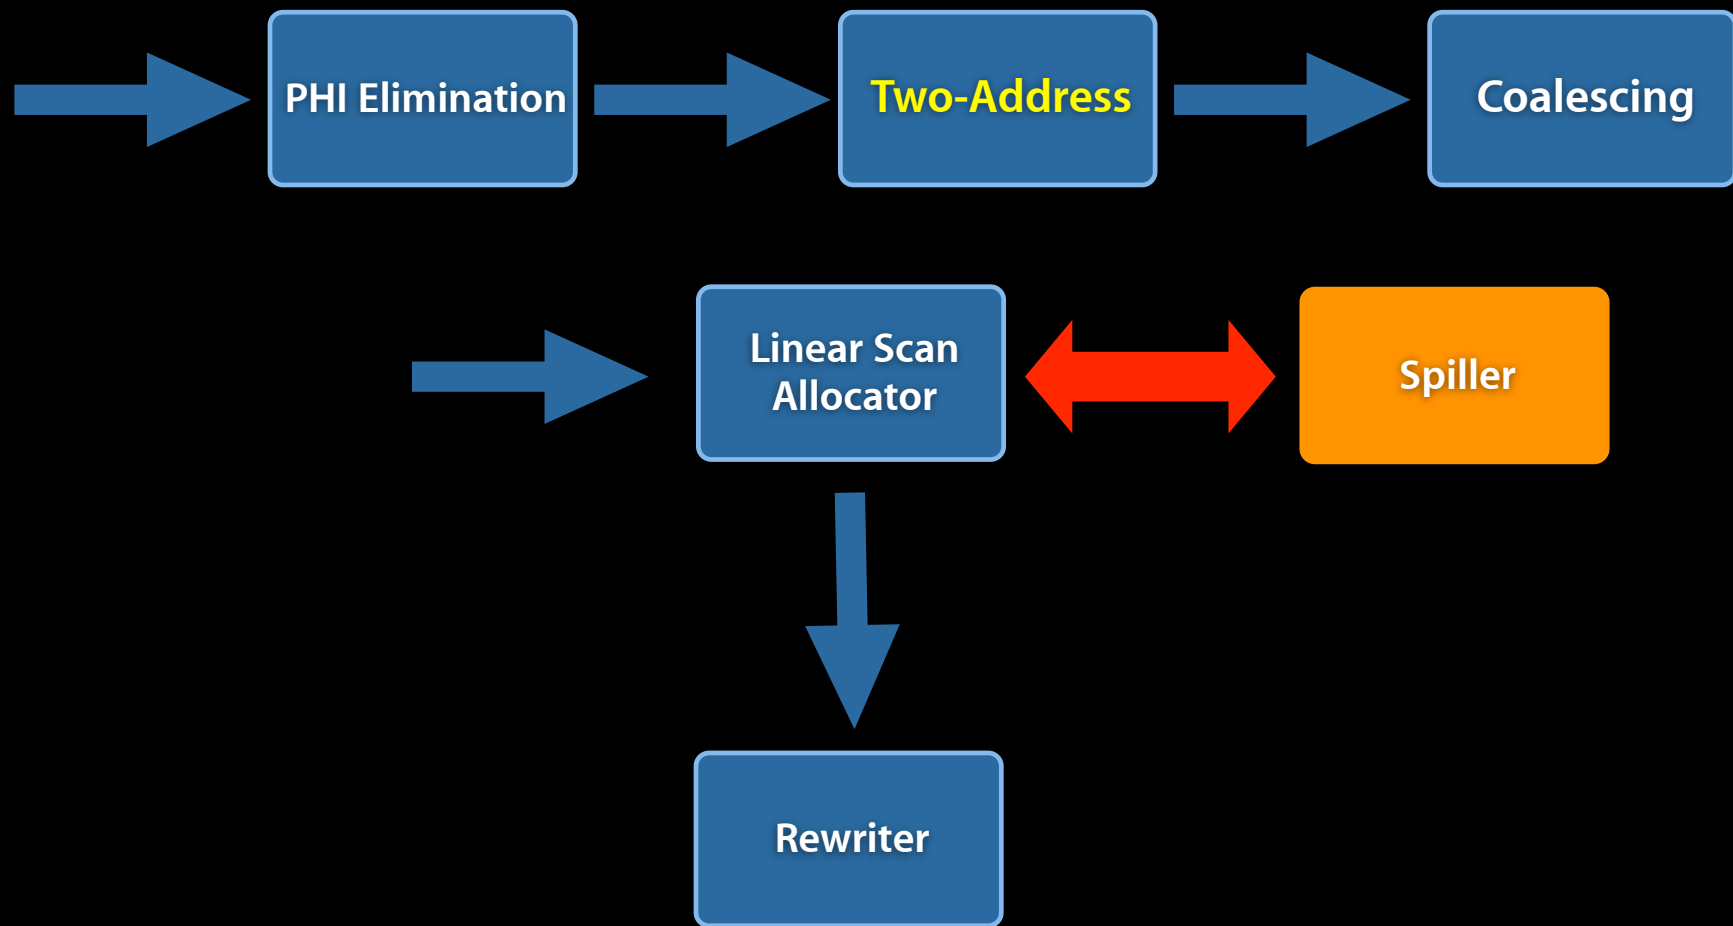 PHI Elimination
Two-Address
Coalescing
Linear Scan
Allocator
Spiller
Rewriter